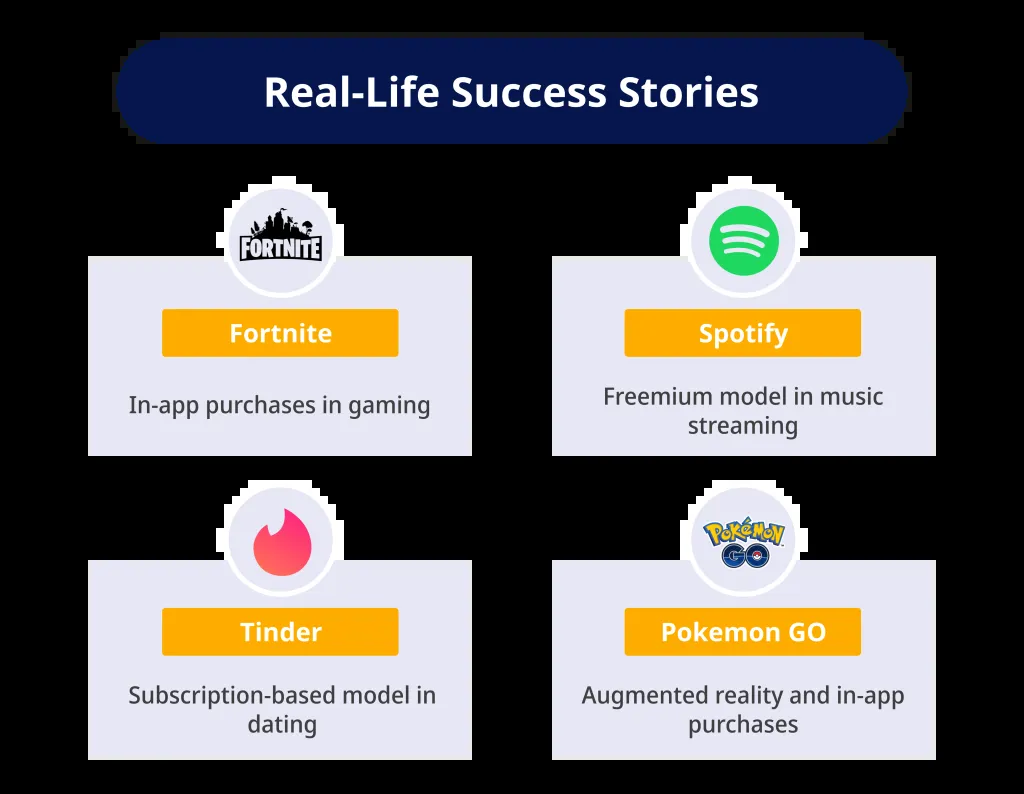 Real-Life Success Stories
FORTNITE
Fortnite
In-app purchases in gaming
Spotify
Freemium model in music
streaming
Tinder
Subscription-based model in
dating
POKéMON
GO
Pokemon GO
Augmented reality and in-app
purchases